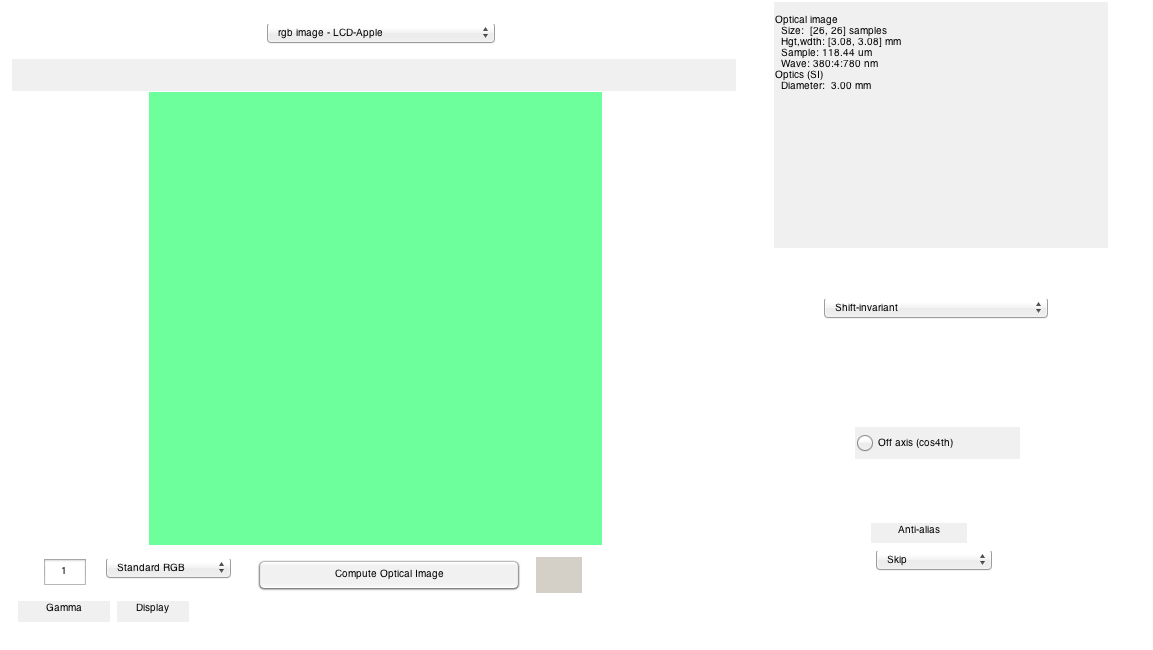 rgb image - LCD-Apple
Optical image
Size:  [26, 26] samples
Hgt,wdth: [3.08, 3.08] mm
Sample: 118.44 um
Wave: 380:4:780 nm
Optics (SI)
Diameter:  3.00 mm
Shift-invariant
Off axis (cos4th)
Anti-alias
Skip
1
Standard RGB
Compute Optical Image
Gamma
Display